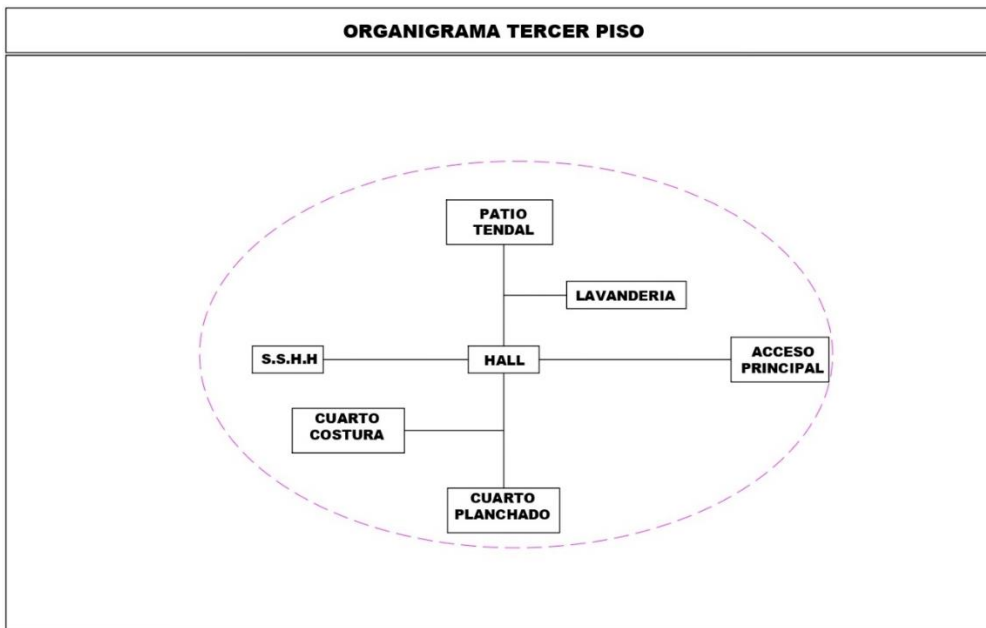 ORGANIGRAMA TERCER PISO
PATIO
TENDAL
LAVANDERIA
S.S.H.H
HALL
ACCESO
PRINCIPAL
CUARTO
COSTURA
CUARTO
PLANCHADO